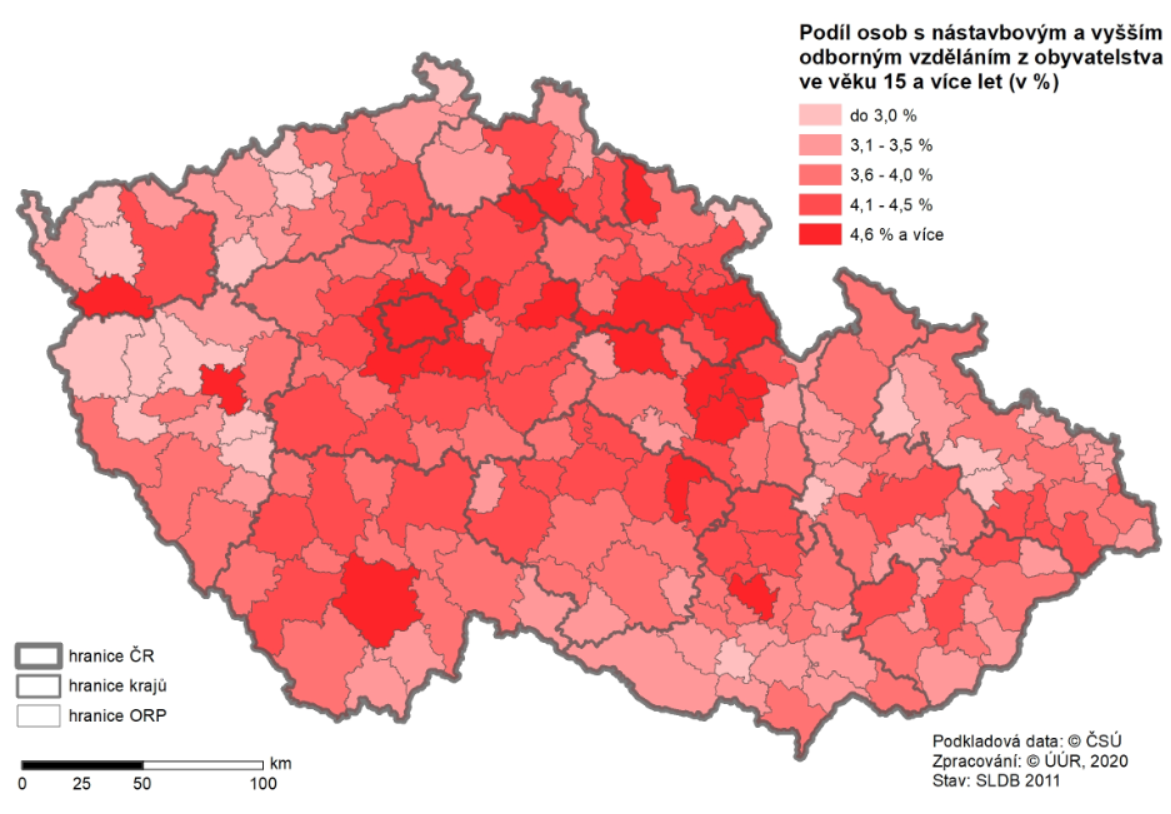 Podíl osob s nástavbovým a vyšším
odborným vzděláním z obyvatelstva
ve věku 15 a více let (v %)
do 3,0 %
3,1 - 3,5 %
3,6 - 4,0 %
4,1 - 4,5 %
4,6 % a více
hranice ČR
hranice krajů
hranice ORP
km
0 25 50 100
Podkladová data: © ČSÚ
Zpracování: © ÚÚR, 2020
Stav: SLDB 2011